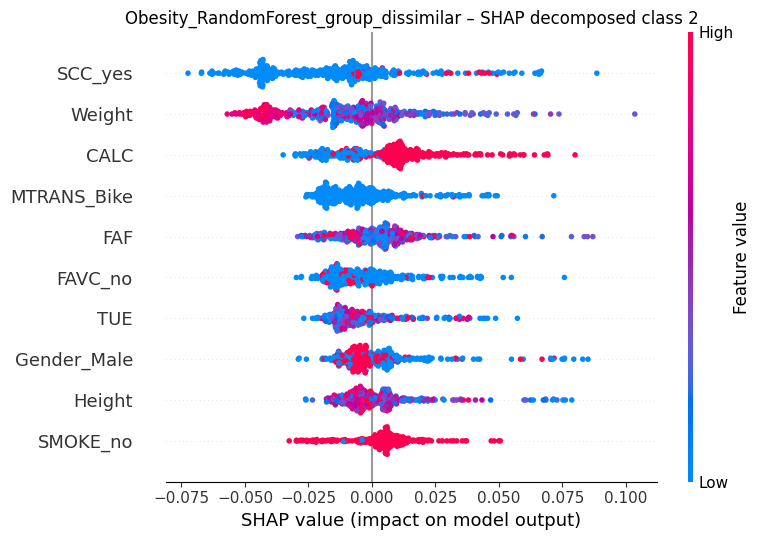 Obesity_RandomForest_group_dissimilar – SHAP decomposed class 2
High
SCC_yes
Weight
CALC
MTRANS_Bike
FAF
FAVC_no
TUE
Gender_Male
Height
SMOKE_no
Feature value
Low
−0.075 −0.050 −0.025 0.000 0.025 0.050 0.075 0.100
SHAP value (impact on model output)